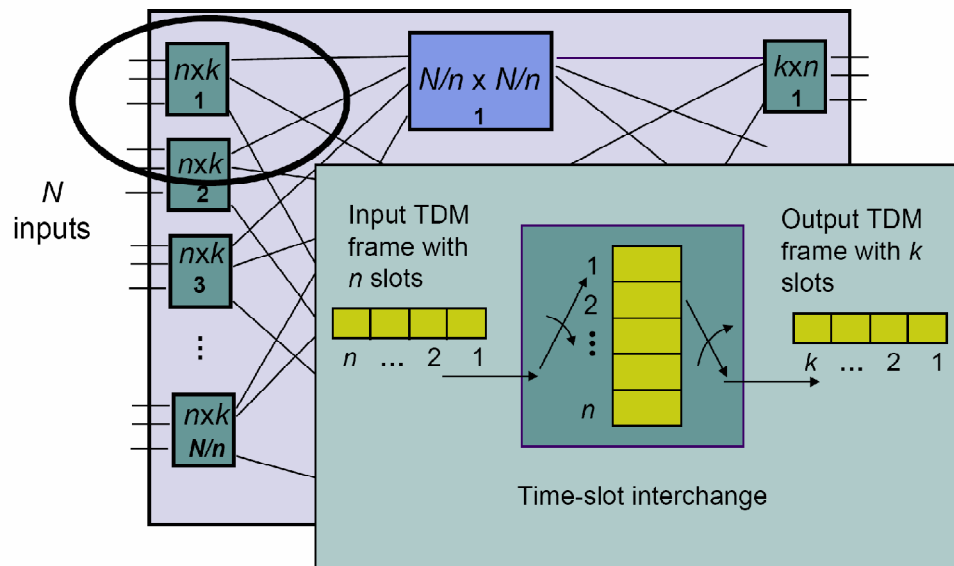 nxk
1
N/n x N/n
1
kxn
1
nxk
2
N
inputs
nxk
3
⋮
nxk
N/n
Input TDM
frame with
n slots
n … 2 1
1
2
⋮
n
Output TDM
frame with k
slots
k … 2 1
Time-slot interchange